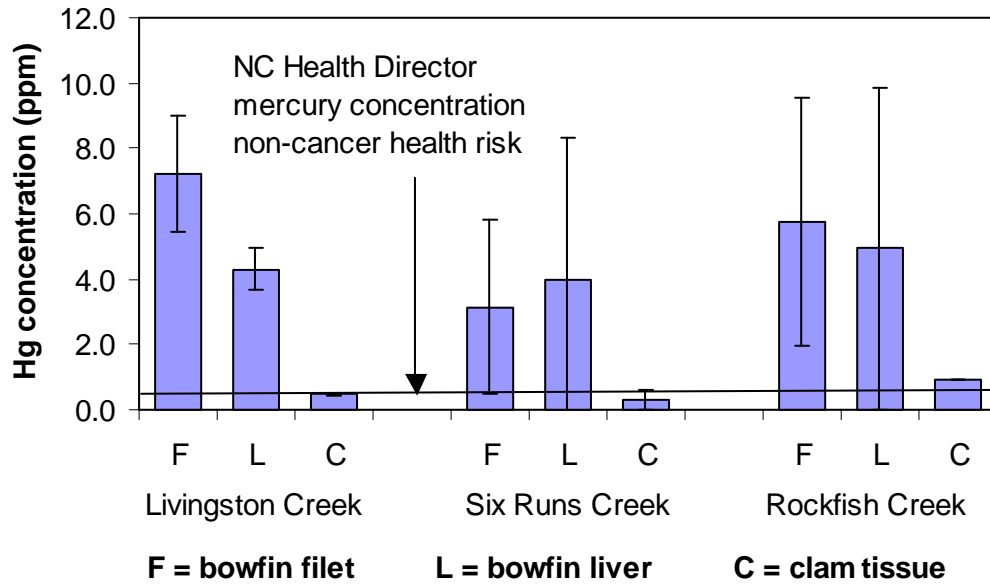 12.0
10.0
8.0
6.0
4.0
2.0
0.0
Hg concentration (ppm)
NC Health Director
mercury concentration
non-cancer health risk
F L C F L C F L C
Livingston Creek Six Runs Creek Rockfish Creek
F = bowfin filet L = bowfin liver C = clam tissue